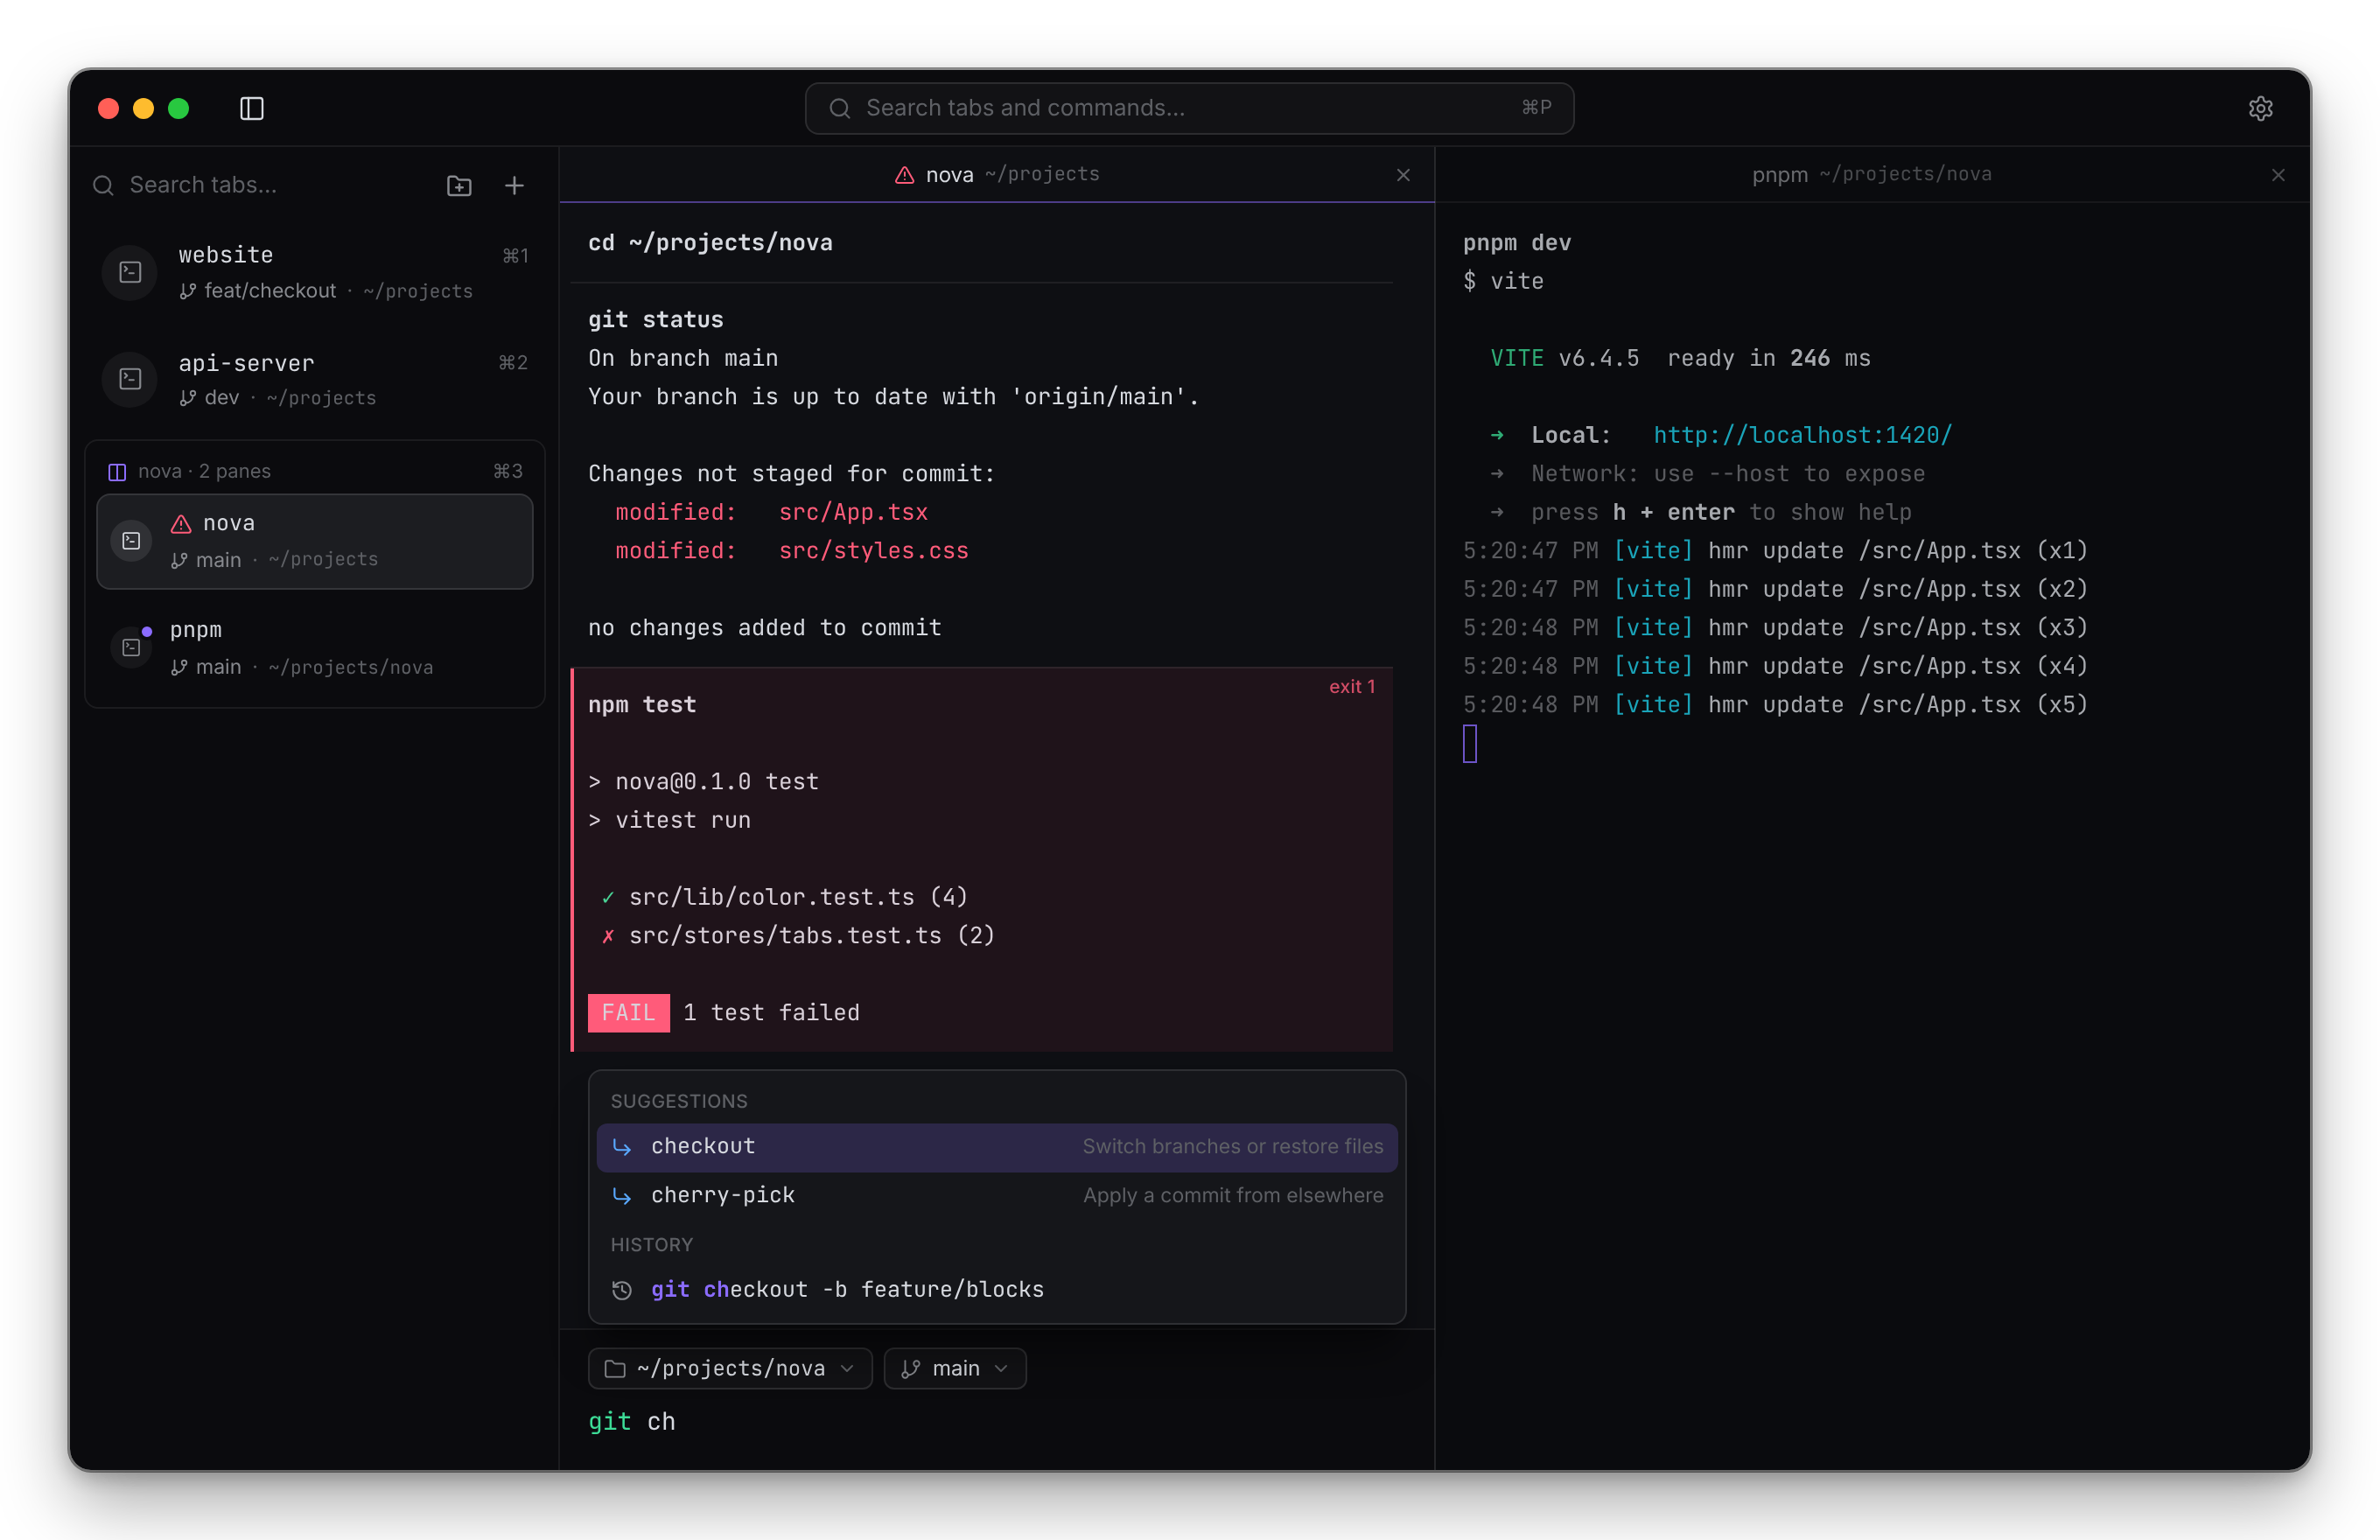 Search tabs and commands... ⌘P
Search tabs...
website ⌘1
feat/checkout · ~/projects
api-server ⌘2
dev · ~/projects
nova · 2 panes ⌘3
nova
main · ~/projects
pnpm
main · ~/projects/nova
nova ~/projects
cd ~/projects/nova
git status
On branch main
Your branch is up to date with 'origin/main'.
Changes not staged for commit:
modified: src/App.tsx
modified: src/styles.css
no changes added to commit
exit 1
npm test
> nova@0.1.0 test
> vitest run
✓ src/lib/color.test.ts (4)
✗ src/stores/tabs.test.ts (2)
FAIL 1 test failed
SUGGESTIONS
checkout Switch branches or restore files
cherry-pick Apply a commit from elsewhere
HISTORY
git checkout -b feature/blocks
~/projects/nova main
git ch
pnpm ~/projects/nova
pnpm dev
$ vite
VITE v6.4.5 ready in 246 ms
➜ Local: http://localhost:1420/
➜ Network: use --host to expose
➜ press h + enter to show help
5:20:47 PM [vite] hmr update /src/App.tsx (x1)
5:20:47 PM [vite] hmr update /src/App.tsx (x2)
5:20:48 PM [vite] hmr update /src/App.tsx (x3)
5:20:48 PM [vite] hmr update /src/App.tsx (x4)
5:20:48 PM [vite] hmr update /src/App.tsx (x5)